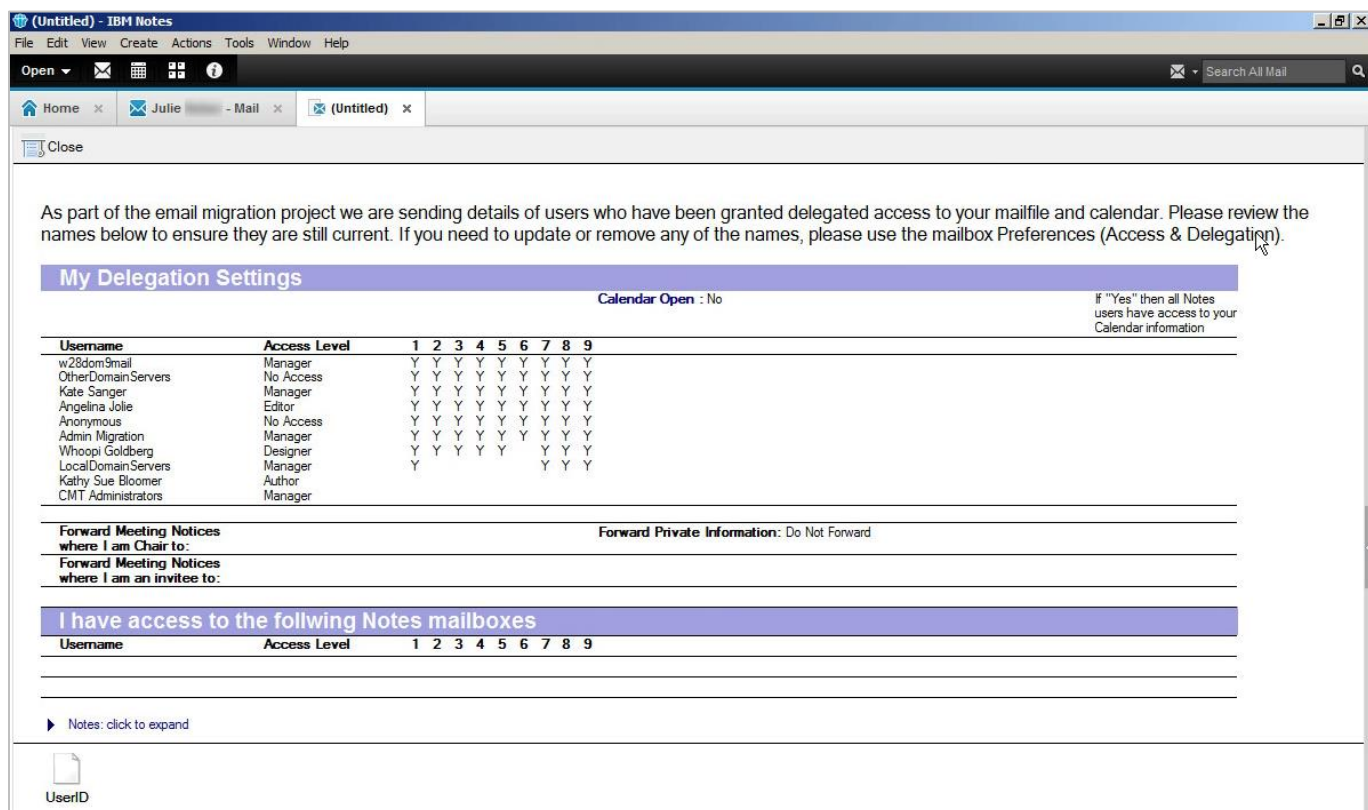 (Untitled) - IBM Notes
File Edit View Create Actions Tools Window Help
Open
Search All Mail
Home
Julie - Mail
(Untitled)
Close
As part of the email migration project we are sending details of users who have been granted delegated access to your mailfile and calendar. Please review the
names below to ensure they are still current. If you need to update or remove any of the names, please use the mailbox Preferences (Access & Delegation).
My Delegation Settings
Calendar Open : No
If "Yes" then all Notes
users have access to your
Calendar information
Username Access Level 1 2 3 4 5 6 7 8 9
w28dom9mail Manager Y Y Y Y Y Y Y Y Y
OtherDomainServers No Access Y Y Y Y Y Y Y Y Y
Kate Sanger Manager Y Y Y Y Y Y Y Y Y
Angelina Jolie Editor Y Y Y Y Y Y Y Y Y
Anonymous No Access Y Y Y Y Y Y Y Y Y
Admin Migration Manager Y Y Y Y Y Y Y Y Y
Whoopi Goldberg Designer Y Y Y Y Y Y Y Y
LocalDomainServers Manager Y Y Y Y
Kathy Sue Bloomer Author
CMT Administrators Manager
Forward Meeting Notices
where I am Chair to:
Forward Private Information: Do Not Forward
Forward Meeting Notices
where I am an invitee to:
I have access to the follwing Notes mailboxes
Username Access Level 1 2 3 4 5 6 7 8 9
Notes: click to expand
UserID